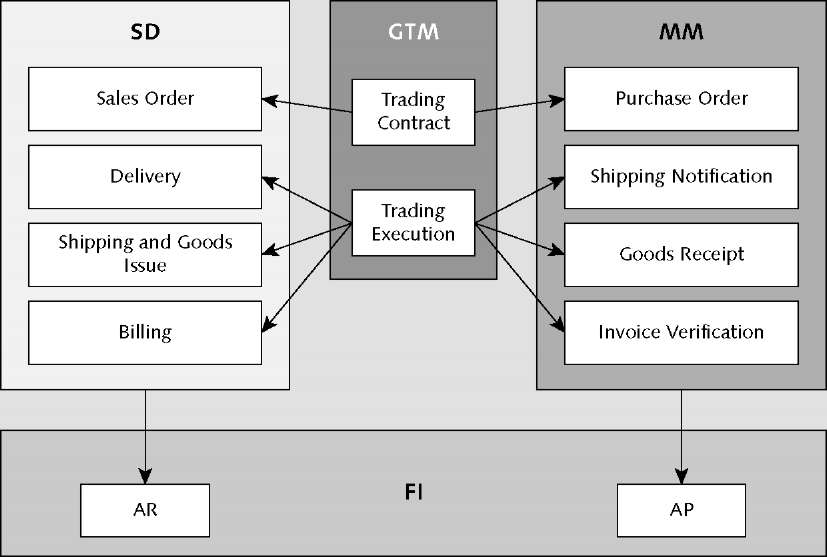 SD
GTM
MM
Sales Order
Trading
Contract
Purchase Order
Delivery
Trading
Execution
Shipping Notification
Shipping and Goods
Issue
Goods Receipt
Billing
Invoice Verification
FI
AR
AP